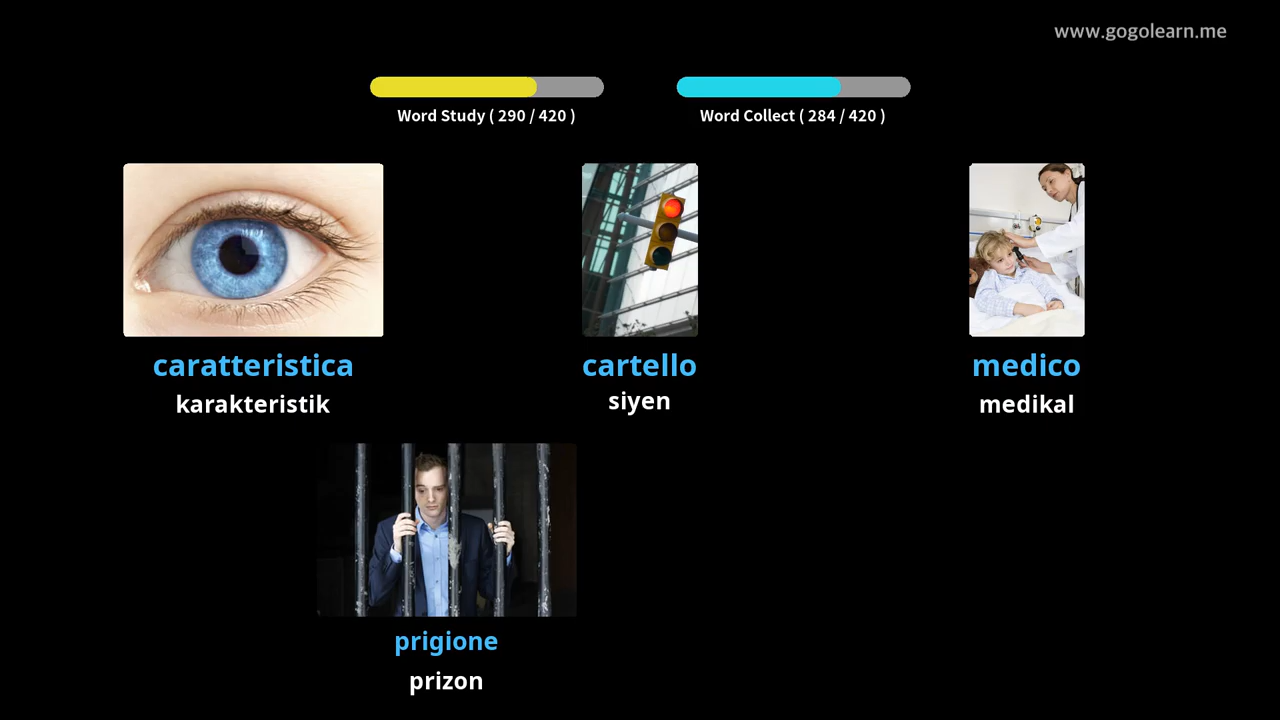 www.gogolearn.me
Word Study ( 290 / 420 )
Word Collect ( 284 / 420 )
caratteristica
karakteristik
cartello
siyen
medico
medikal
prigione
prizon